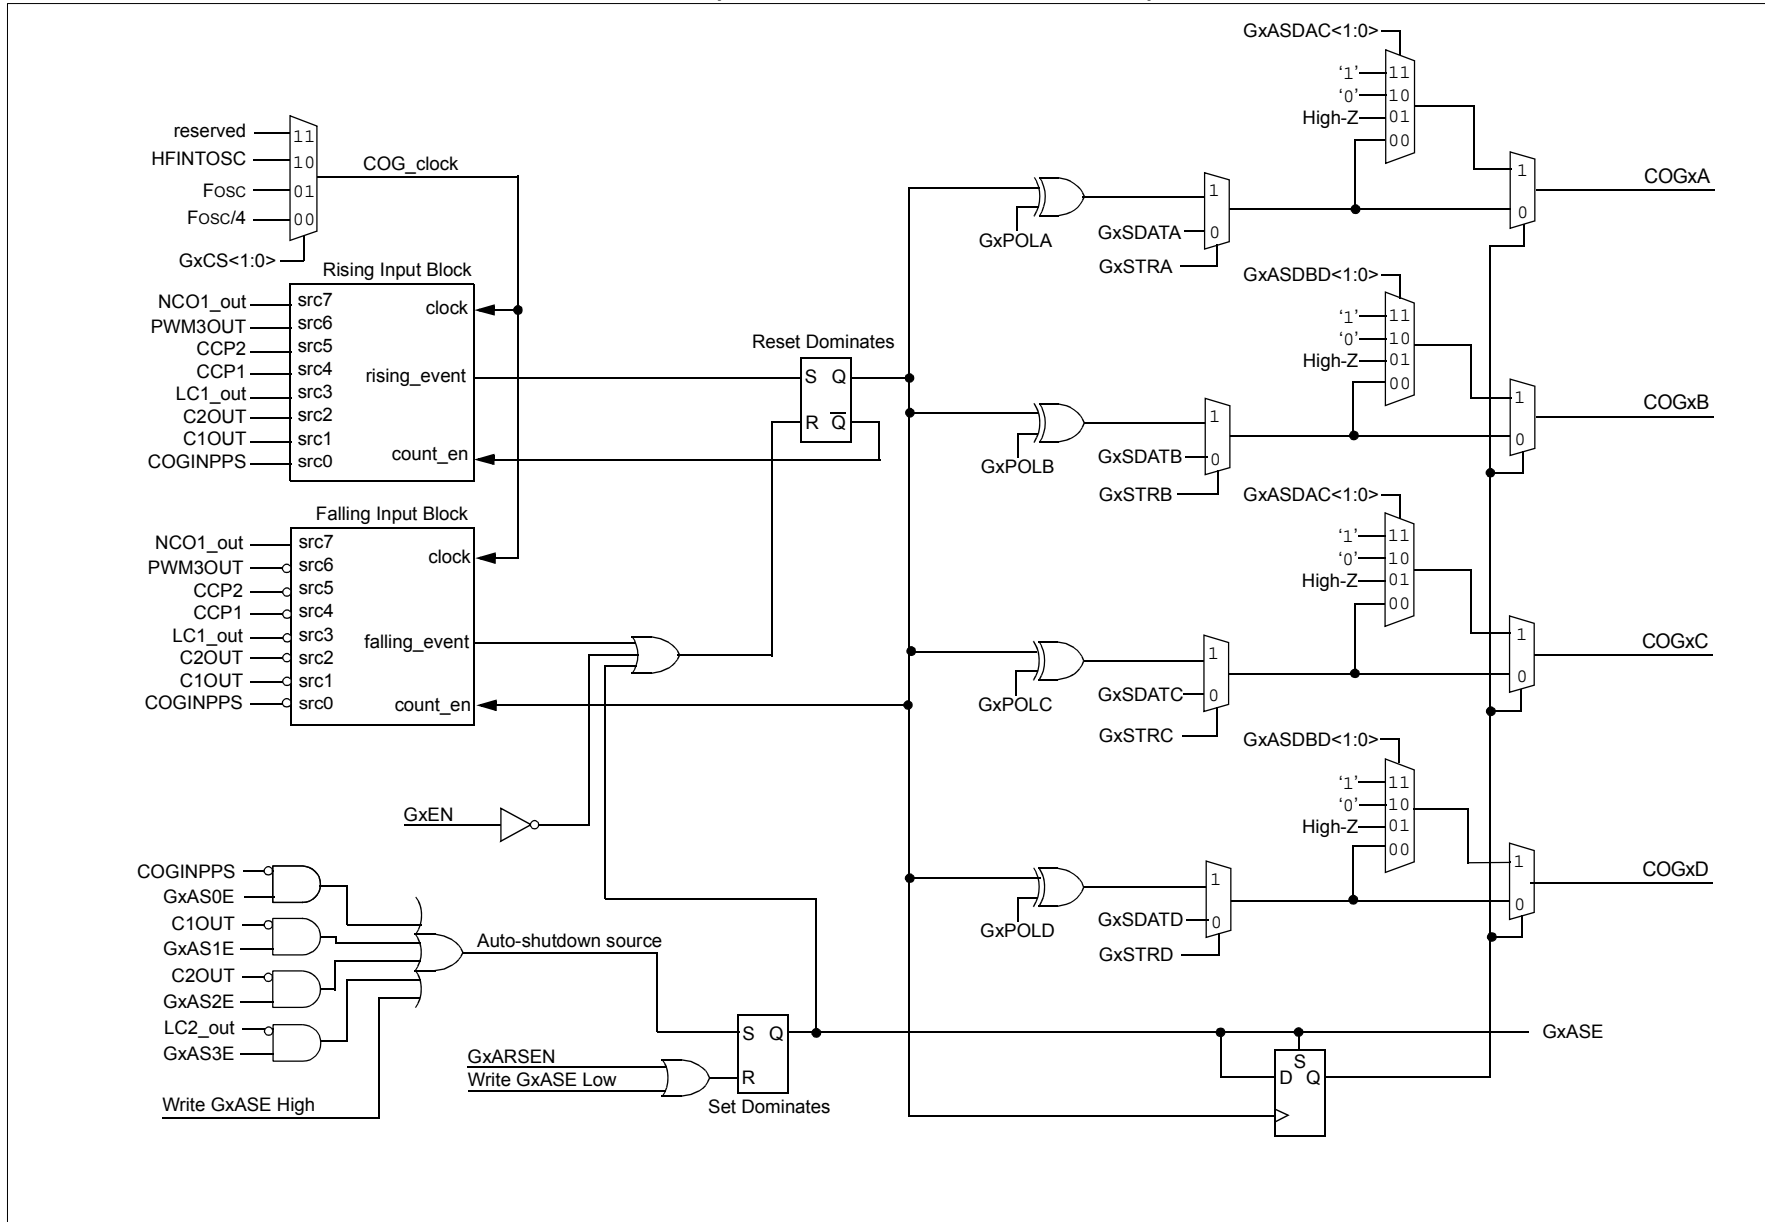 GxASDAC<1:0>
'1' 11
'0' 10
High-Z 01
00
reserved 11
HFINTOSC 10
Fosc 01
Fosc/4 00
GxCS<1:0>
COG_clock
1
0
COGxA
GxPOLA
GxSDATA
GxSTRA
1
0
Rising Input Block
NCO1_out src7
PWM3OUT src6
CCP2 src5
CCP1 src4
LC1_out src3
C2OUT src2
C1OUT src1
COGINPPS src0
clock
rising_event
count_en
Reset Dominates
S Q
R Q
GxASDBD<1:0>
'1' 11
'0' 10
High-Z 01
00
1
0
COGxB
GxPOLB
GxSDATB
GxSTRB
1
0
Falling Input Block
NCO1_out src7
PWM3OUT src6
CCP2 src5
CCP1 src4
LC1_out src3
C2OUT src2
C1OUT src1
COGINPPS src0
clock
falling_event
count_en
GxASDAC<1:0>
'1' 11
'0' 10
High-Z 01
00
1
0
COGxC
GxPOLC
GxSDATC
GxSTRC
1
0
GxEN
GxASDBD<1:0>
'1' 11
'0' 10
High-Z 01
00
1
0
COGxD
GxPOLD
GxSDATD
GxSTRD
1
0
COGINPPS
GxAS0E
C1OUT
GxAS1E
C2OUT
GxAS2E
LC2_out
GxAS3E
Write GxASE High
Auto-shutdown source
GxARSEN
Write GxASE Low
S Q
R
Set Dominates
GxASE
S
D Q